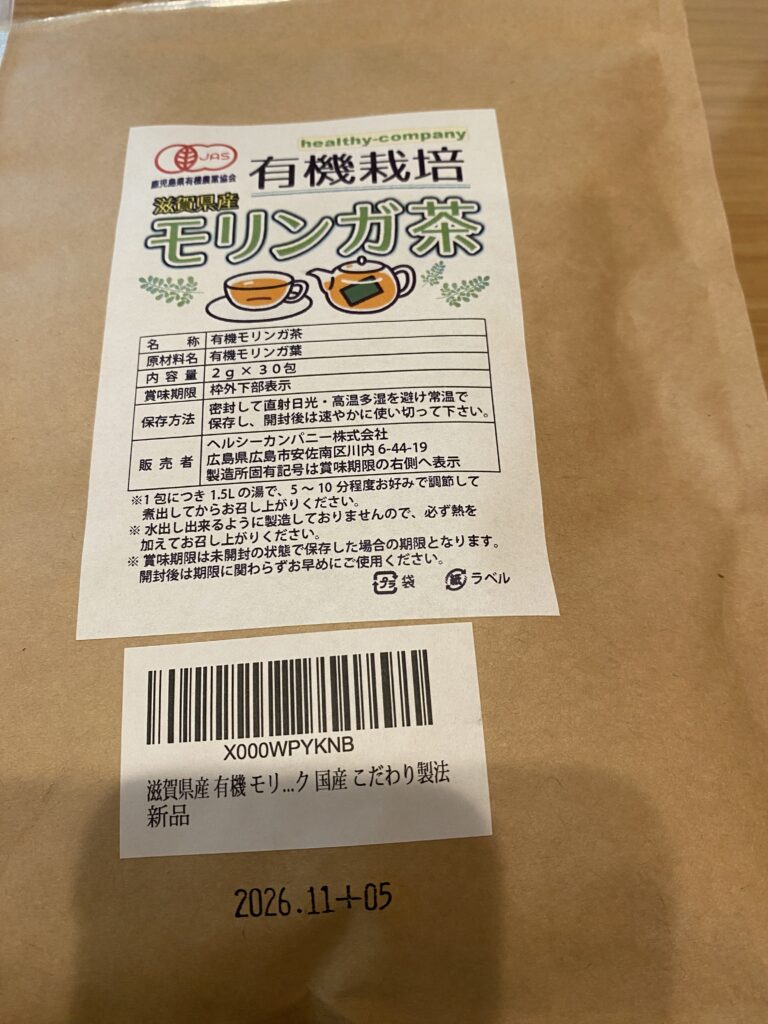 healthy-company
JAS
鹿児島県有機農業協会
有機栽培
滋賀県産
モリンガ茶
名 称 有機モリンガ茶
原材料名 有機モリンガ葉
内 容 量 2g×30包
賞味期限 枠外下部表示
保存方法 密封して直射日光・高温多湿を避け常温で
保存し、開封後は速やかに使い切って下さい。
販 売 者 ヘルシーカンパニー株式会社
広島県広島市安佐南区川内 6-44-19
製造所固有記号は賞味期限の右側へ表示
※1 包につき 1.5L の湯で、5 ~ 10 分程度お好みで調節して
煮出してからお召し上がりください。
※ 水出し出来るように製造しておりませんので、必ず熱を
加えてお召し上がりください。
※ 賞味期限は未開封の状態で保存した場合の期限となります。
開封後は期限に関わらずお早めにご使用ください。
プラ 袋 紙 ラベル
X000WPYKNB
滋賀県産 有機 モリ...ク 国産 こだわり製法
新品
2026.11+05